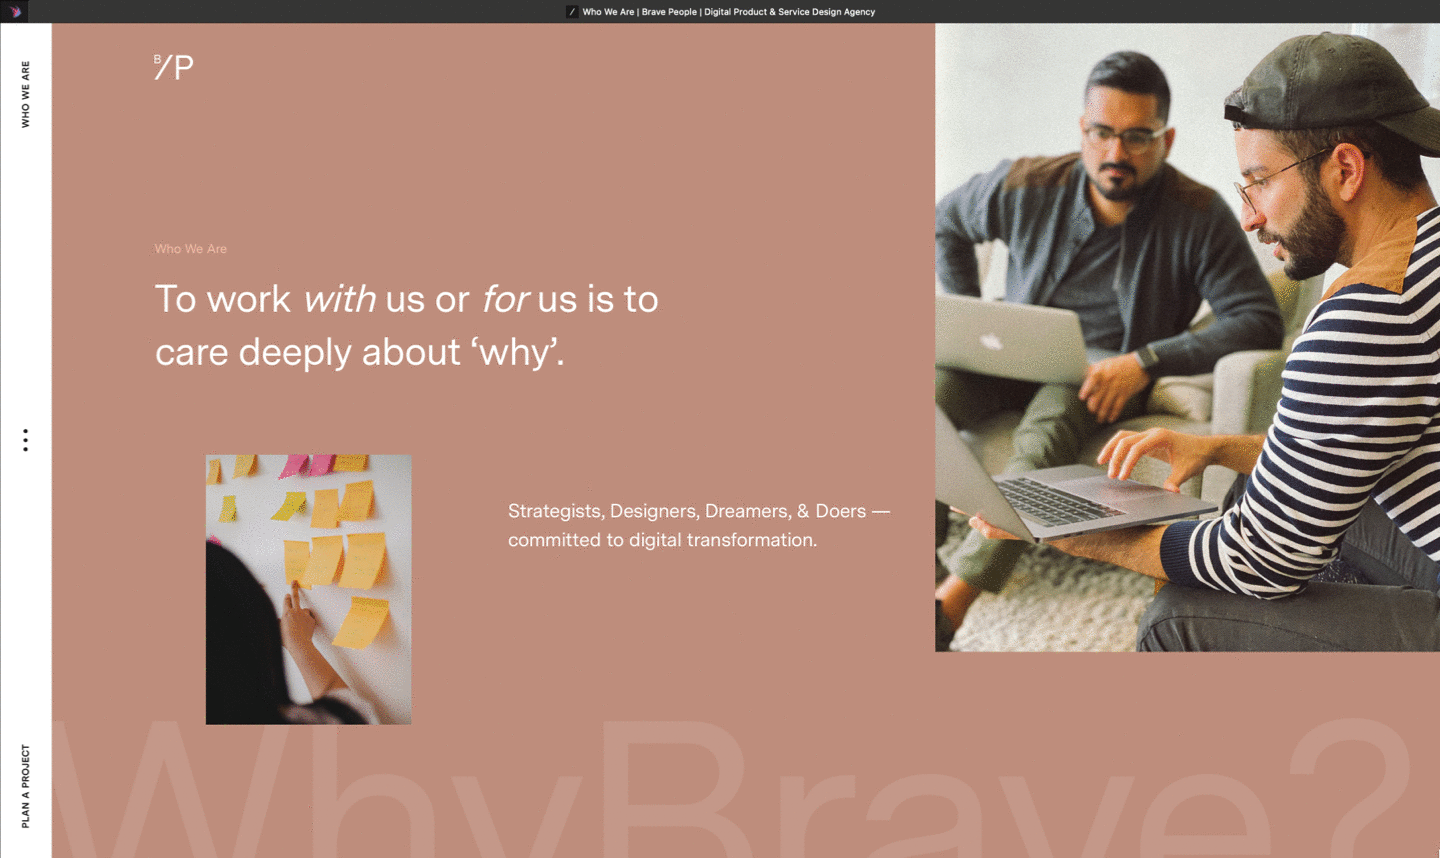 Who We Are | Brave People | Digital Product & Service Design Agency
WHO WE ARE
B/P
Who We Are
To work with us or for us is to
care deeply about ‘why’.
Strategists, Designers, Dreamers, & Doers —
committed to digital transformation.
PLAN A PROJECT
WhyBrave?